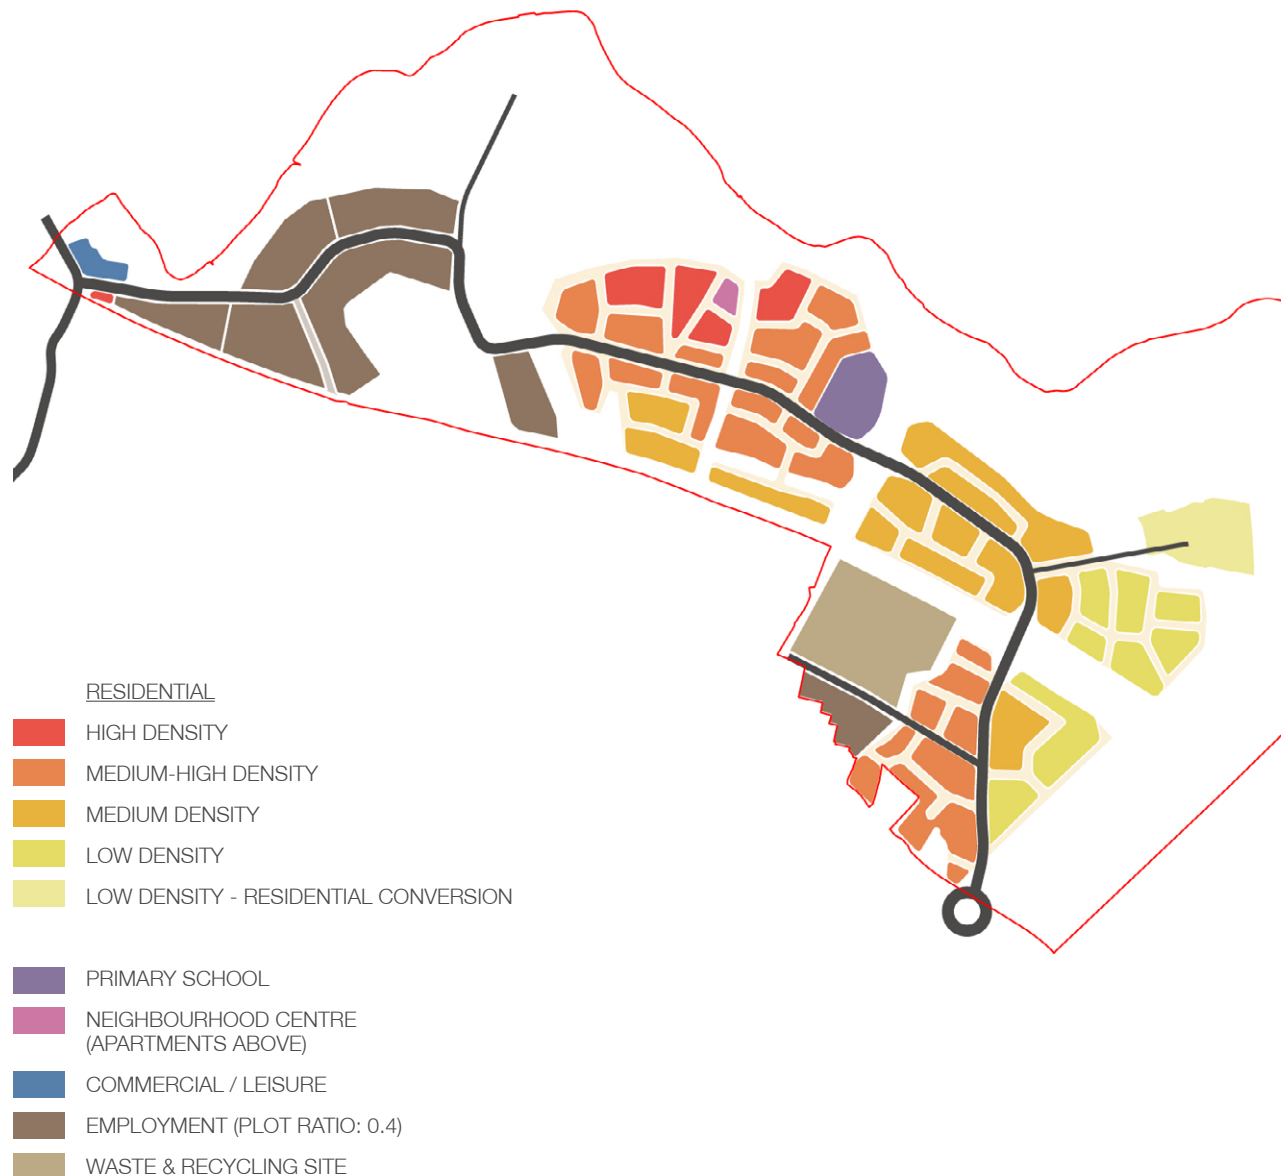 RESIDENTIAL
HIGH DENSITY
MEDIUM-HIGH DENSITY
MEDIUM DENSITY
LOW DENSITY
LOW DENSITY - RESIDENTIAL CONVERSION
PRIMARY SCHOOL
NEIGHBOURHOOD CENTRE
(APARTMENTS ABOVE)
COMMERCIAL / LEISURE
EMPLOYMENT (PLOT RATIO: 0.4)
WASTE & RECYCLING SITE